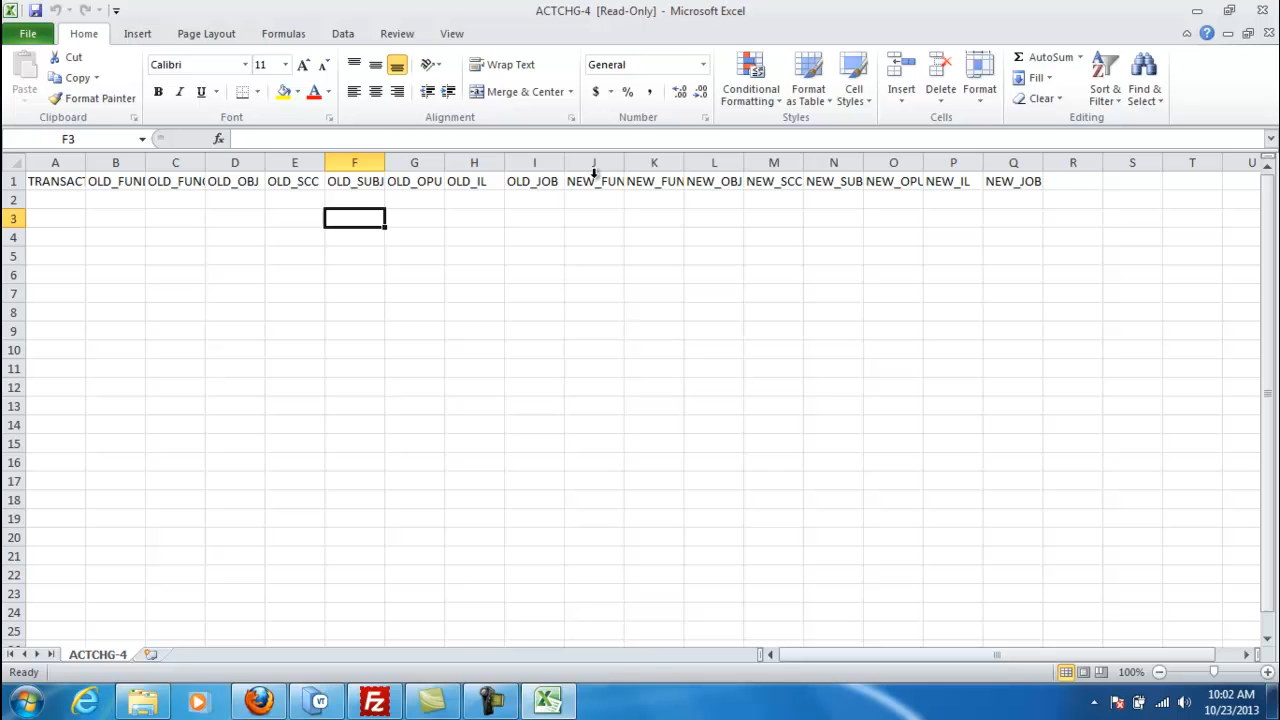 ACTCHG-4 [Read-Only] - Microsoft Excel
File Home Insert Page Layout Formulas Data Review View
Paste
Cut
Copy
Format Painter
Clipboard
Calibri 11
B I U
Font
Wrap Text
Merge & Center
Alignment
General
$ % ,
Number
Conditional Formatting
Format as Table
Cell Styles
Styles
Insert
Delete
Format
Cells
Σ AutoSum
Fill
Clear
Sort & Filter
Find & Select
Editing
F3 fx
A B C D E F G H I J K L M N O P Q R S T U
1 TRANSACT OLD_FUNI OLD_FUNC OLD_OBJ OLD_SCC OLD_SUBJ OLD_OPU OLD_IL OLD_JOB NEW_FUN NEW_FUN NEW_OBJ NEW_SCC NEW_SUB NEW_OPU NEW_IL NEW_JOB
2
3
4
5
6
7
8
9
10
11
12
13
14
15
16
17
18
19
20
21
22
23
24
25
ACTCHG-4
Ready 100%
10:02 AM
10/23/2013